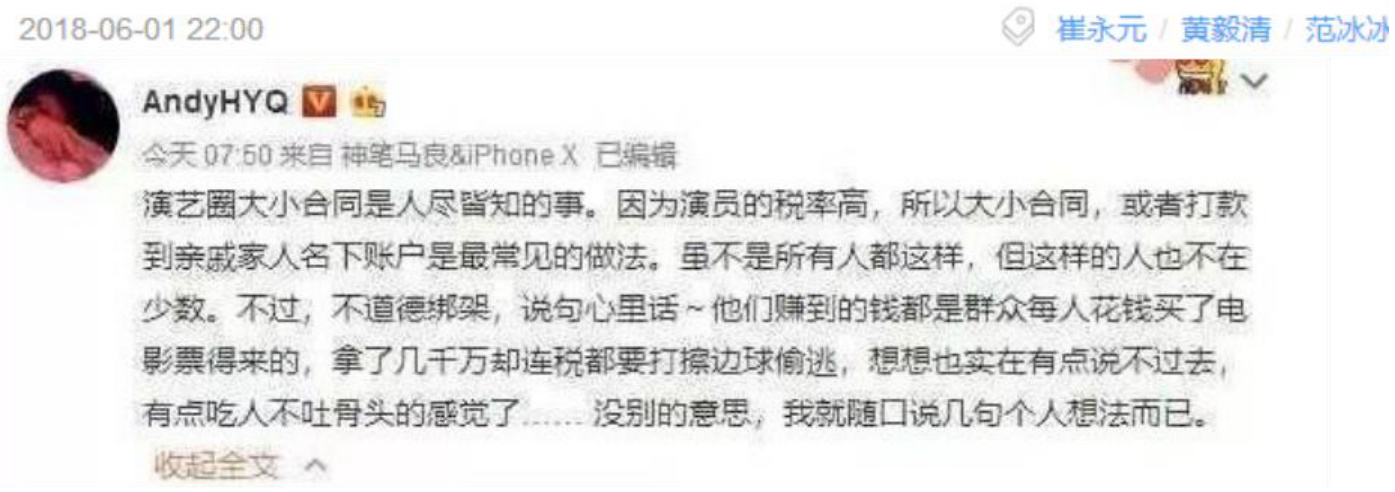 2018-06-01 22:00
崔永元 / 黄毅清 / 范冰冰
AndyHYQ
今天 07:50 来自 神笔马良&iPhone X 已编辑
演艺圈大小合同是人尽皆知的事。因为演员的税率高，所以大小合同，或者打款
到亲戚家人名下账户是最常见的做法。虽不是所有人都这样，但这样的人也不在
少数。不过，不道德绑架，说句心里话～他们赚到的钱都是群众每人花钱买了电
影票得来的，拿了几千万却连税都要打擦边球偷逃，想想也实在有点说不过去，
有点吃人不吐骨头的感觉了…… 没别的意思，我就随口说几句个人想法而已。
收起全文